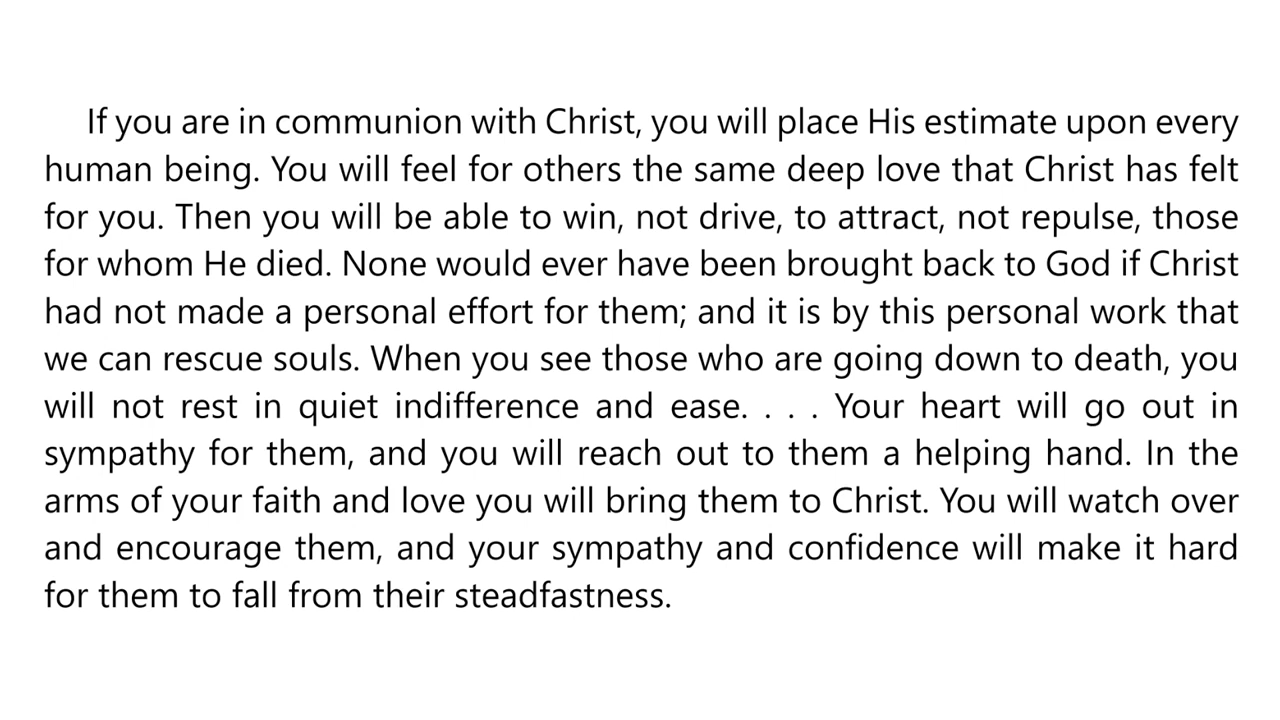 If you are in communion with Christ, you will place His estimate upon every
human being. You will feel for others the same deep love that Christ has felt
for you. Then you will be able to win, not drive, to attract, not repulse, those
for whom He died. None would ever have been brought back to God if Christ
had not made a personal effort for them; and it is by this personal work that
we can rescue souls. When you see those who are going down to death, you
will not rest in quiet indifference and ease. . . . Your heart will go out in
sympathy for them, and you will reach out to them a helping hand. In the
arms of your faith and love you will bring them to Christ. You will watch over
and encourage them, and your sympathy and confidence will make it hard
for them to fall from their steadfastness.